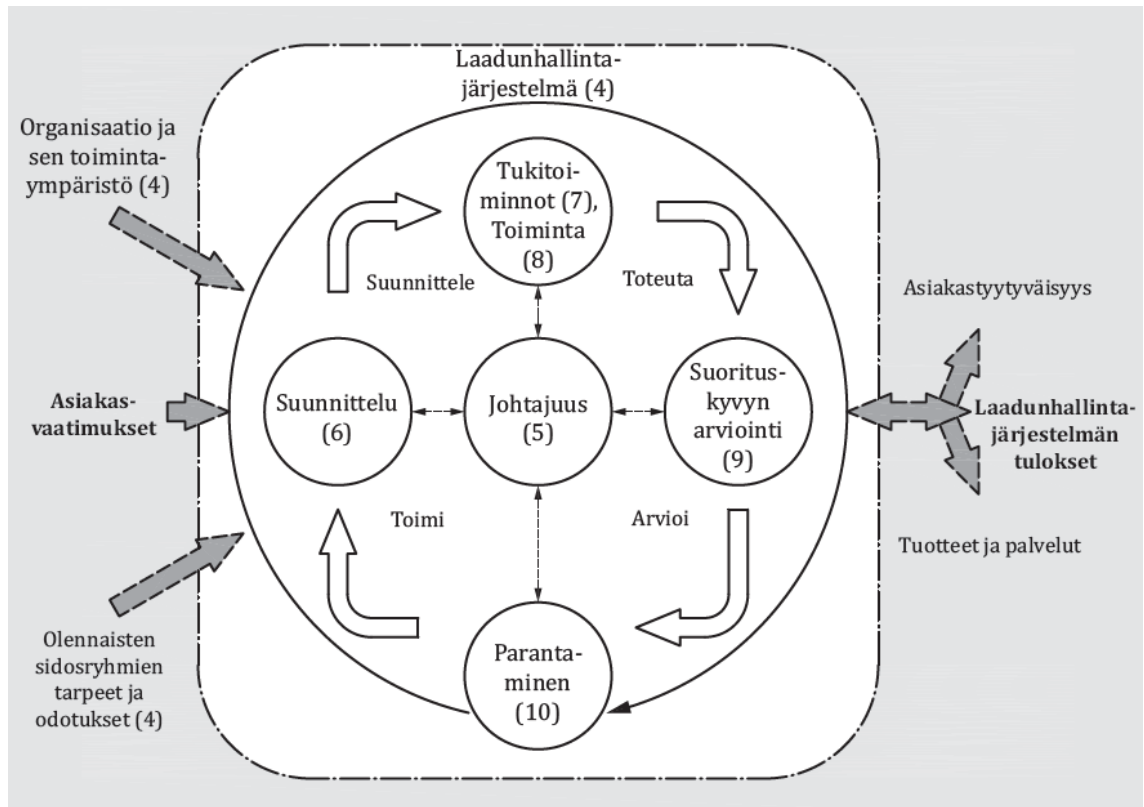 Laadunhallinta-
järjestelmä (4)
Organisaatio ja
sen toiminta-
ympäristö (4)
Tukitoi-
minnot (7),
Toiminta
(8)
Suunnittele
Toteuta
Asiakastyytyväisyys
Asiakas-
vaatimukset
Suunnittelu
(6)
Johtajuus
(5)
Suoritus-
kyvyn
arviointi
(9)
Laadunhallinta-
järjestelmän
tulokset
Toimi
Arvioi
Tuotteet ja palvelut
Olennaisten
sidosryhmien
tarpeet ja
odotukset (4)
Paranta-
minen
(10)